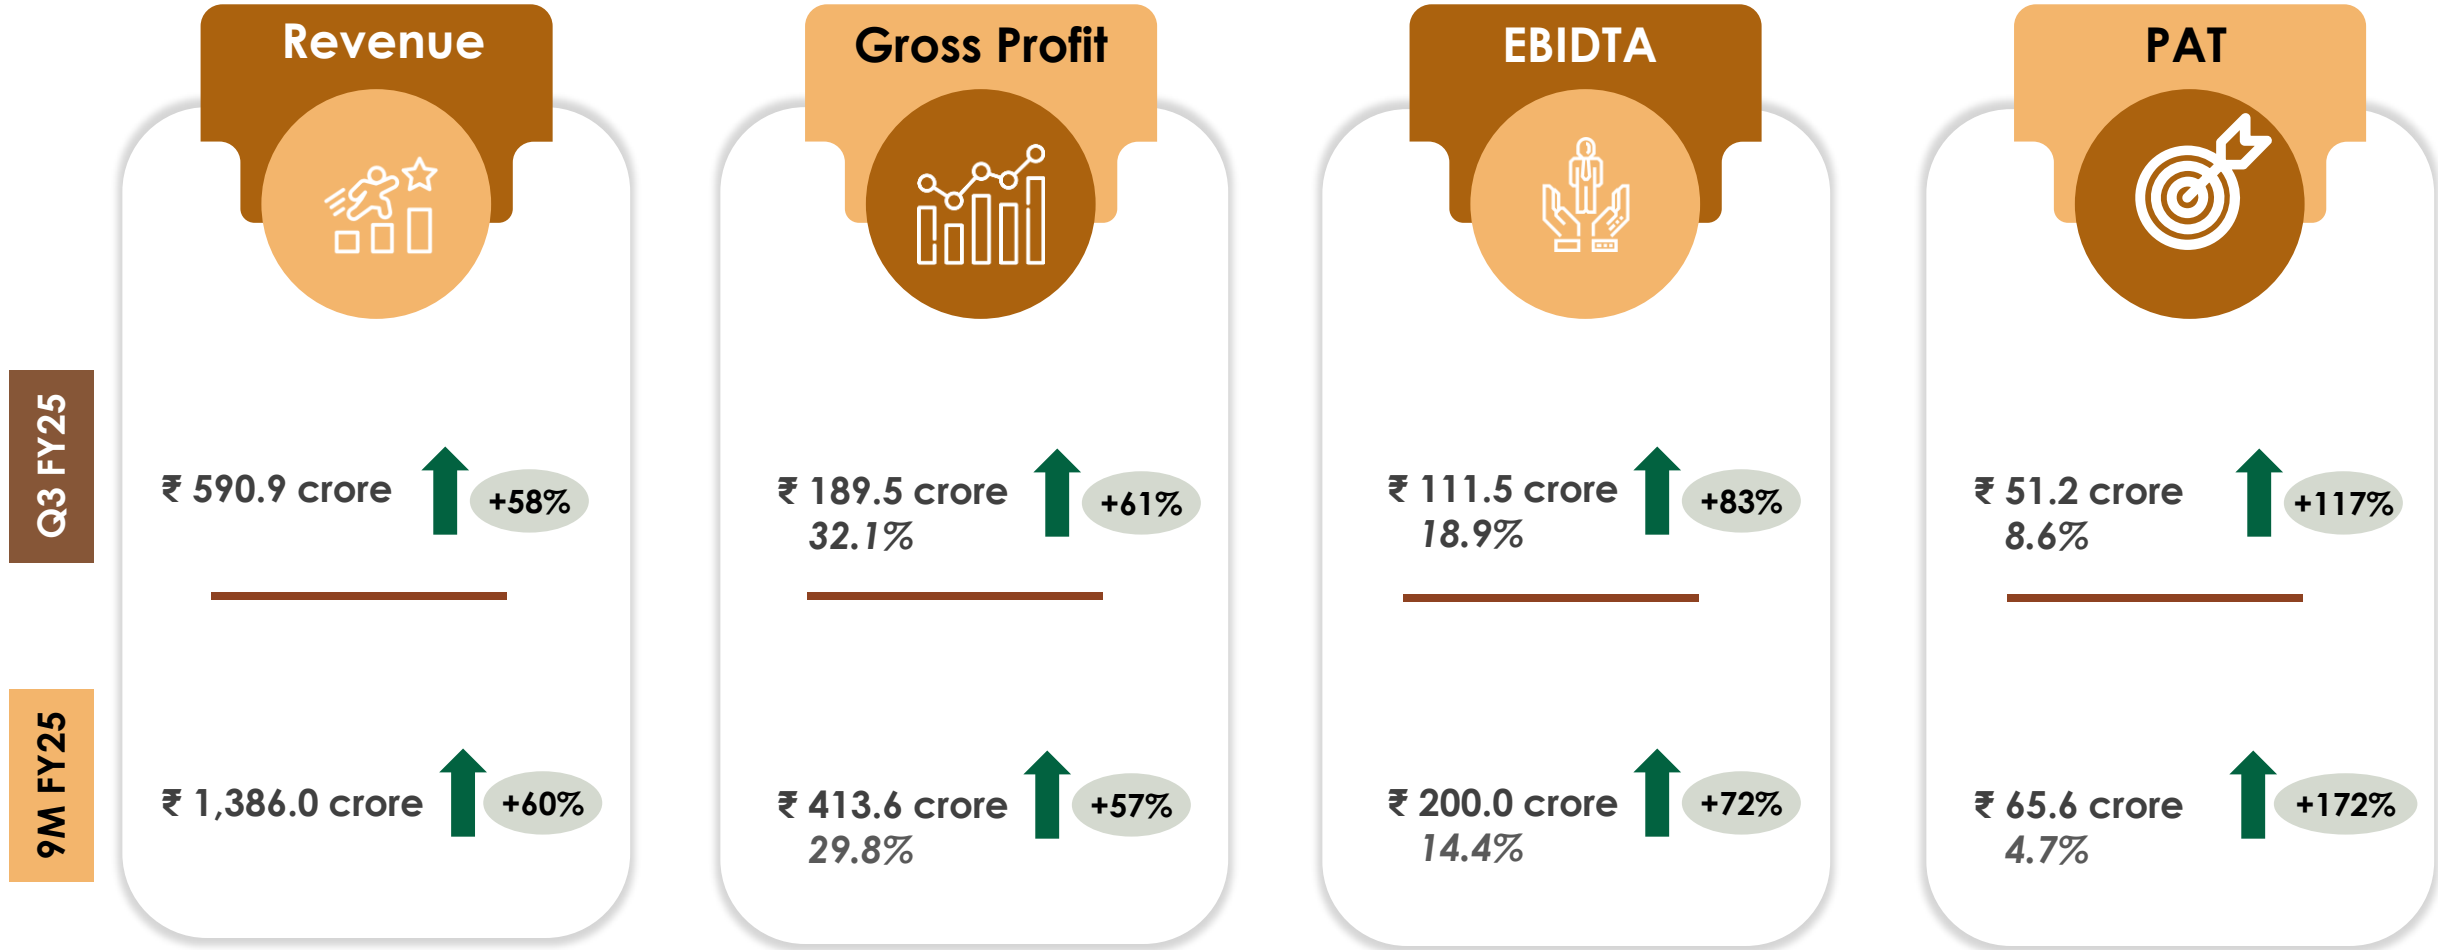 Revenue
Gross Profit
EBIDTA
PAT
Q3 FY25
₹ 590.9 crore
+58%
₹ 189.5 crore
32.1%
+61%
₹ 111.5 crore
18.9%
+83%
₹ 51.2 crore
8.6%
+117%
9M FY25
₹ 1,386.0 crore
+60%
₹ 413.6 crore
29.8%
+57%
₹ 200.0 crore
14.4%
+72%
₹ 65.6 crore
4.7%
+172%